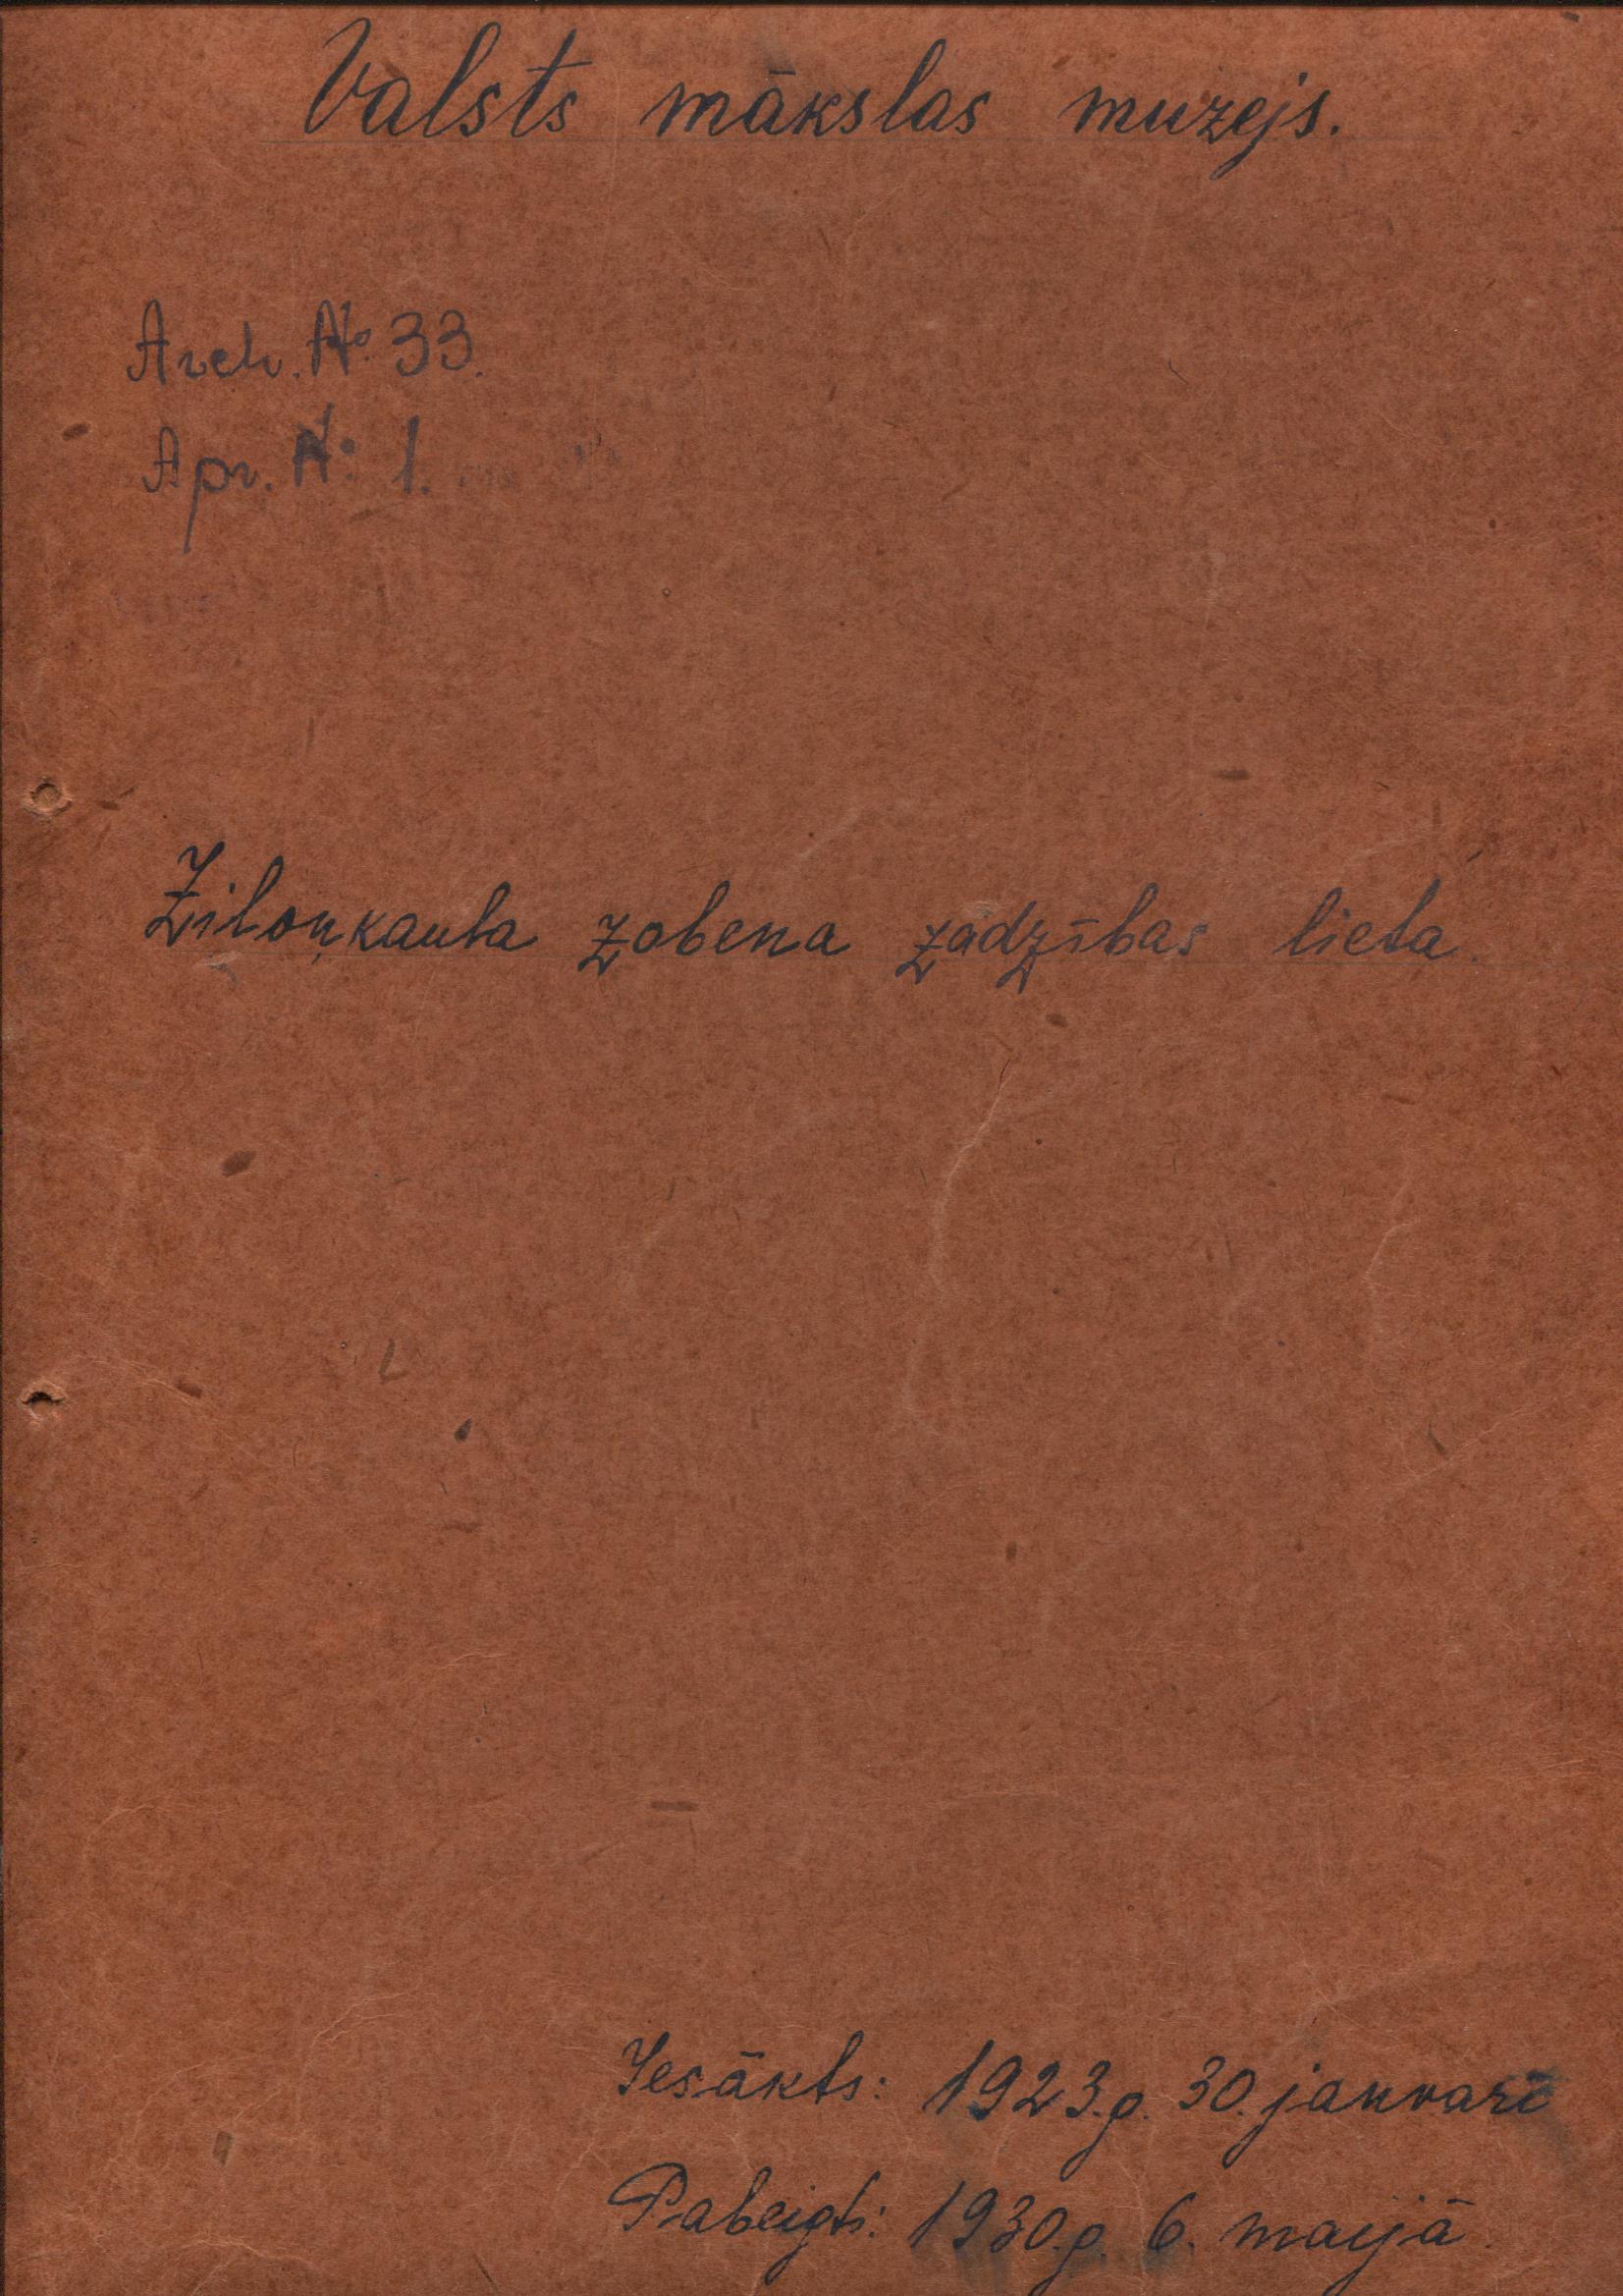 Valsts mākslas muzejs.
Arch. № 33.
Apr. № 1.
Ziloņkaula zobena zādzības lieta.
Iesākts: 1923.g. 30. janvarī
Pabeigts: 1930.g. 6. maijā